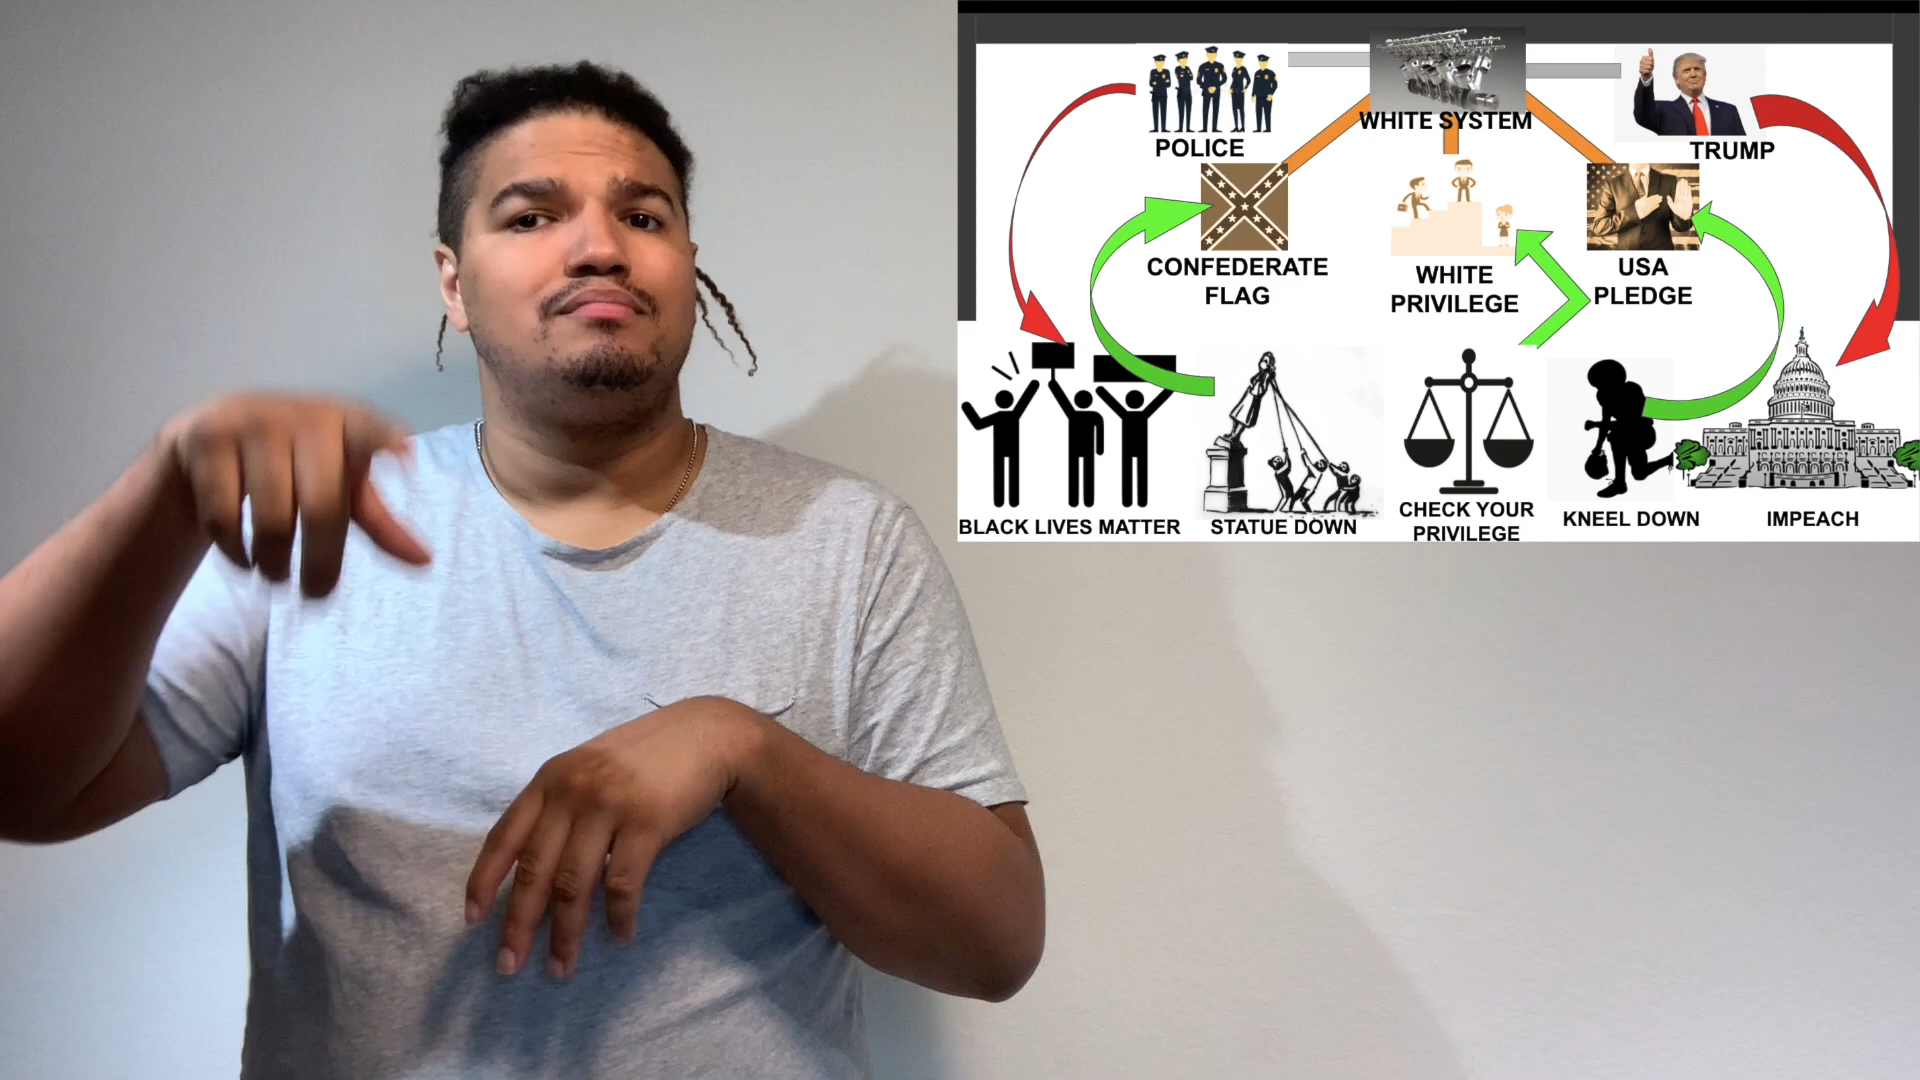 WHITE SYSTEM
POLICE
TRUMP
CONFEDERATE
FLAG
WHITE
PRIVILEGE
USA
PLEDGE
BLACK LIVES MATTER
STATUE DOWN
CHECK YOUR
PRIVILEGE
KNEEL DOWN
IMPEACH